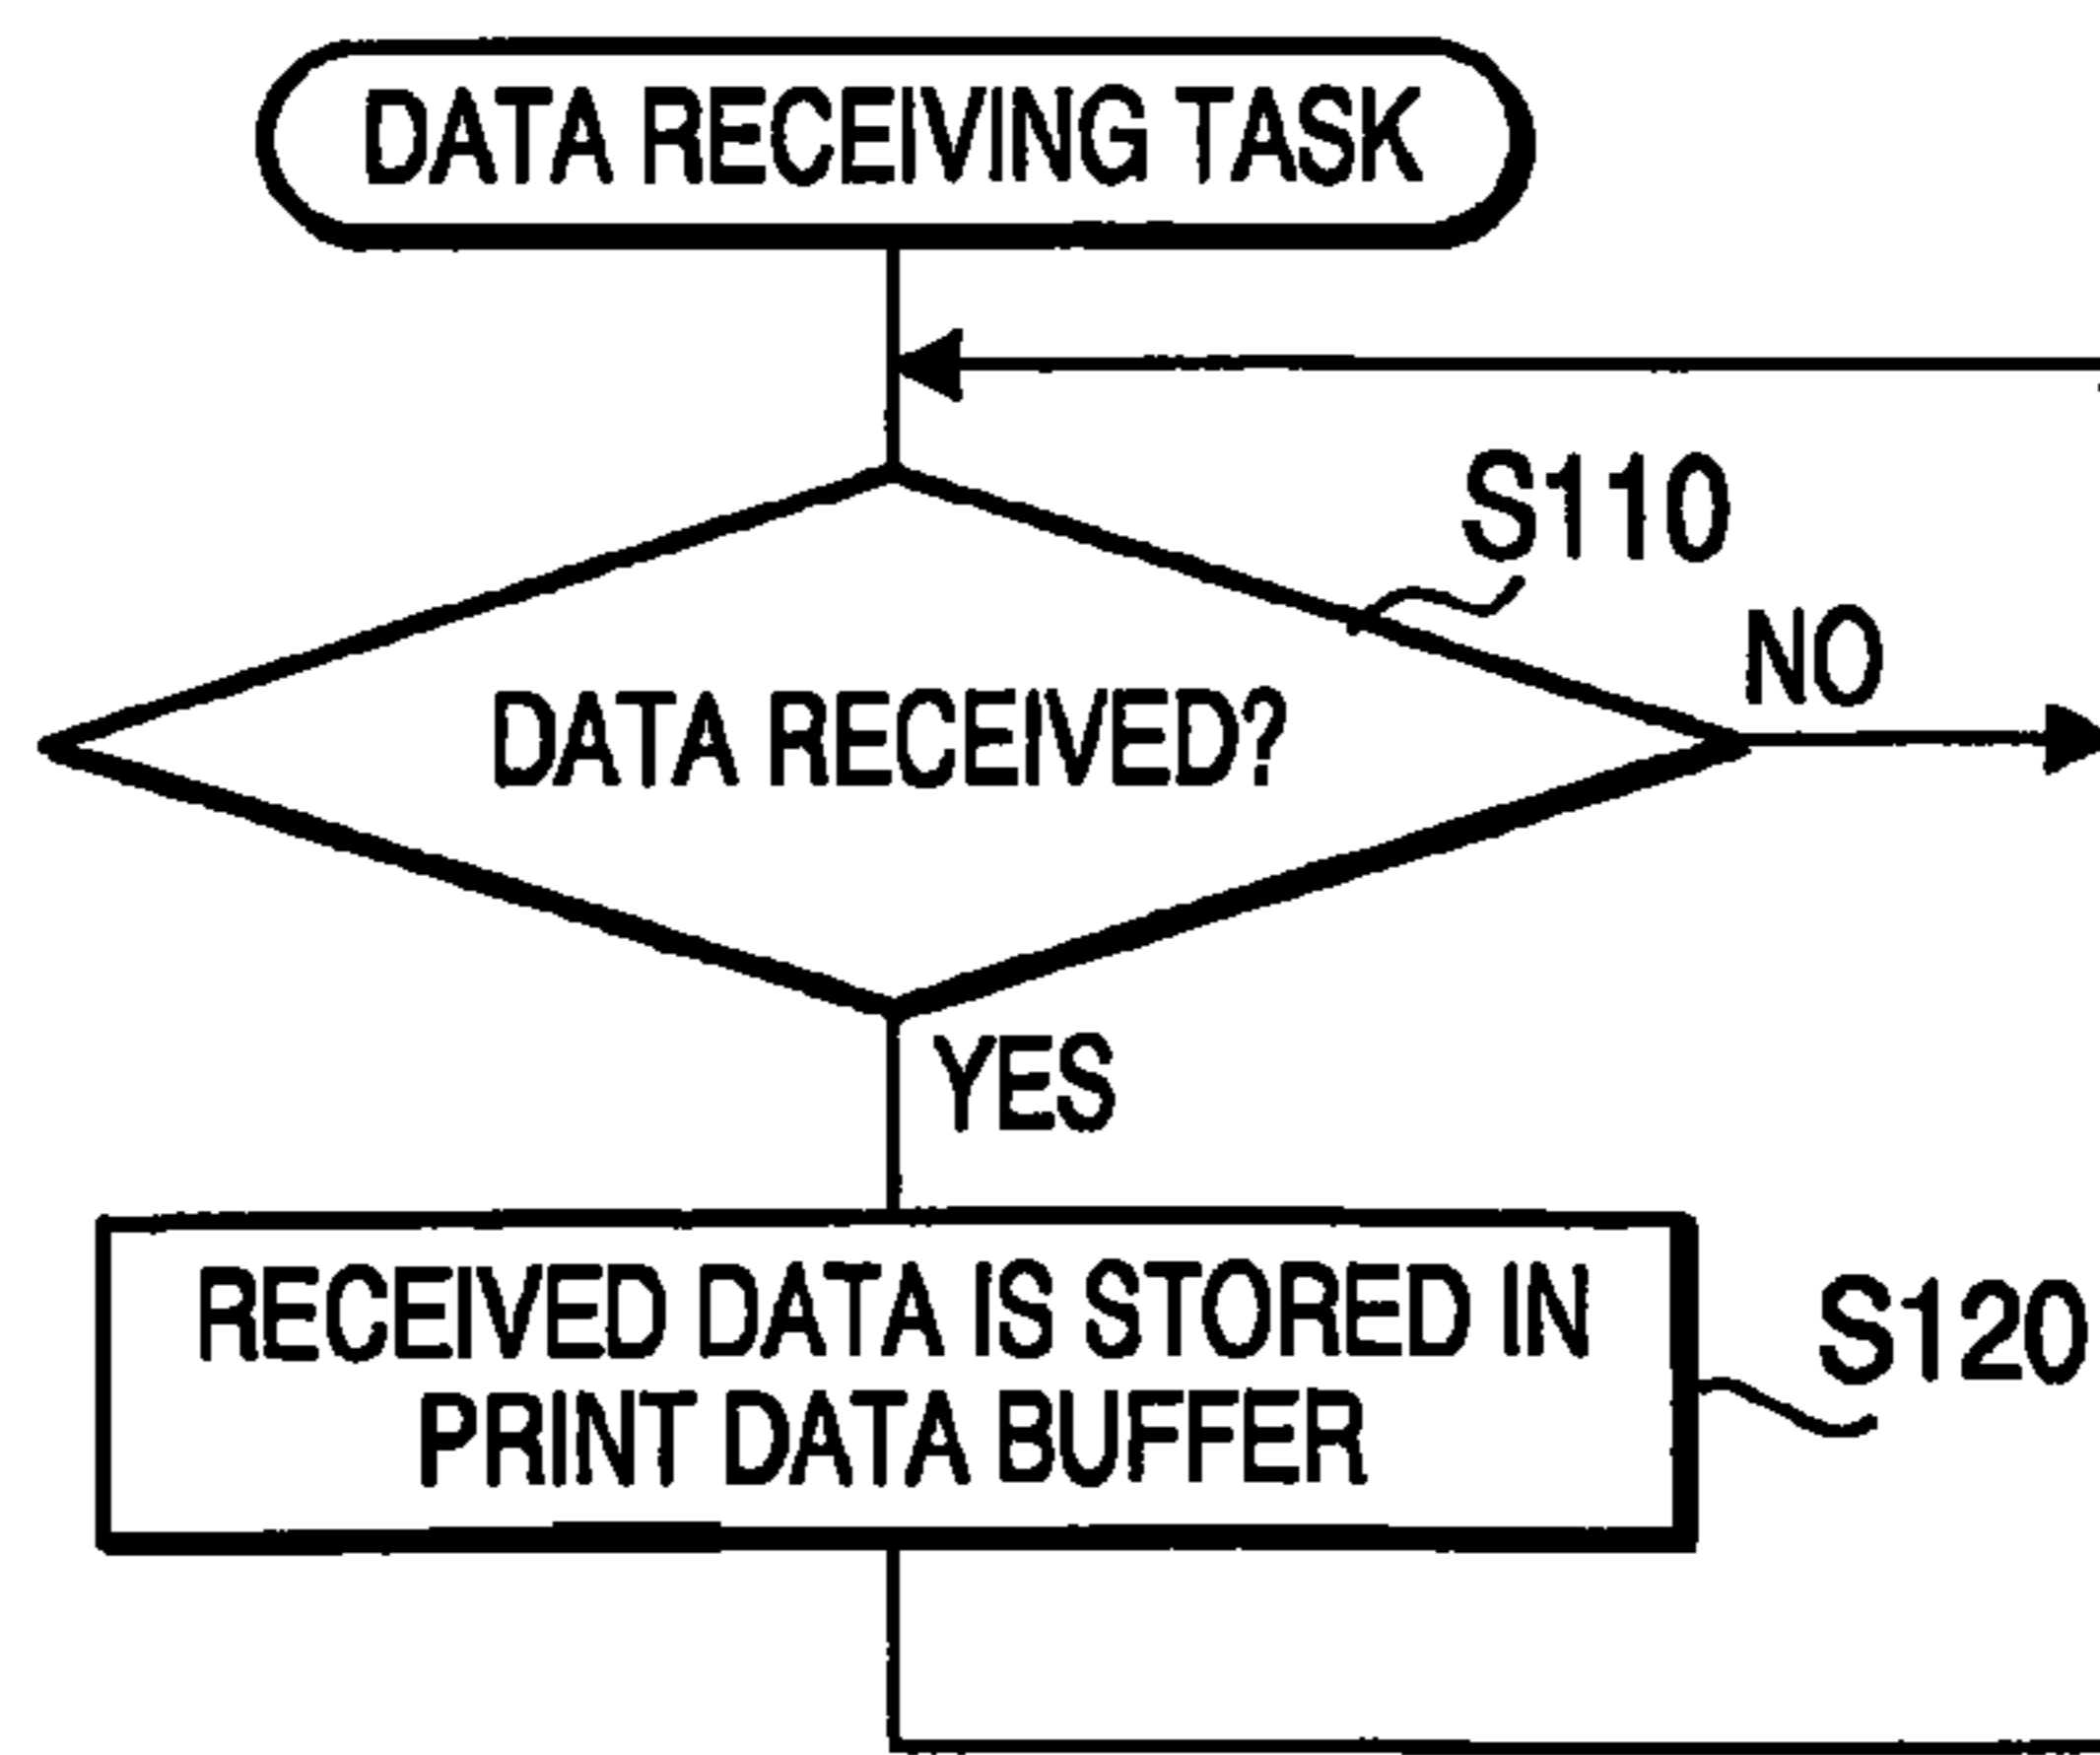 DATA RECEIVING TASK
S110
NO
DATA RECEIVED?
YES
RECEIVED DATA IS STORED IN
PRINT DATA BUFFER
S120